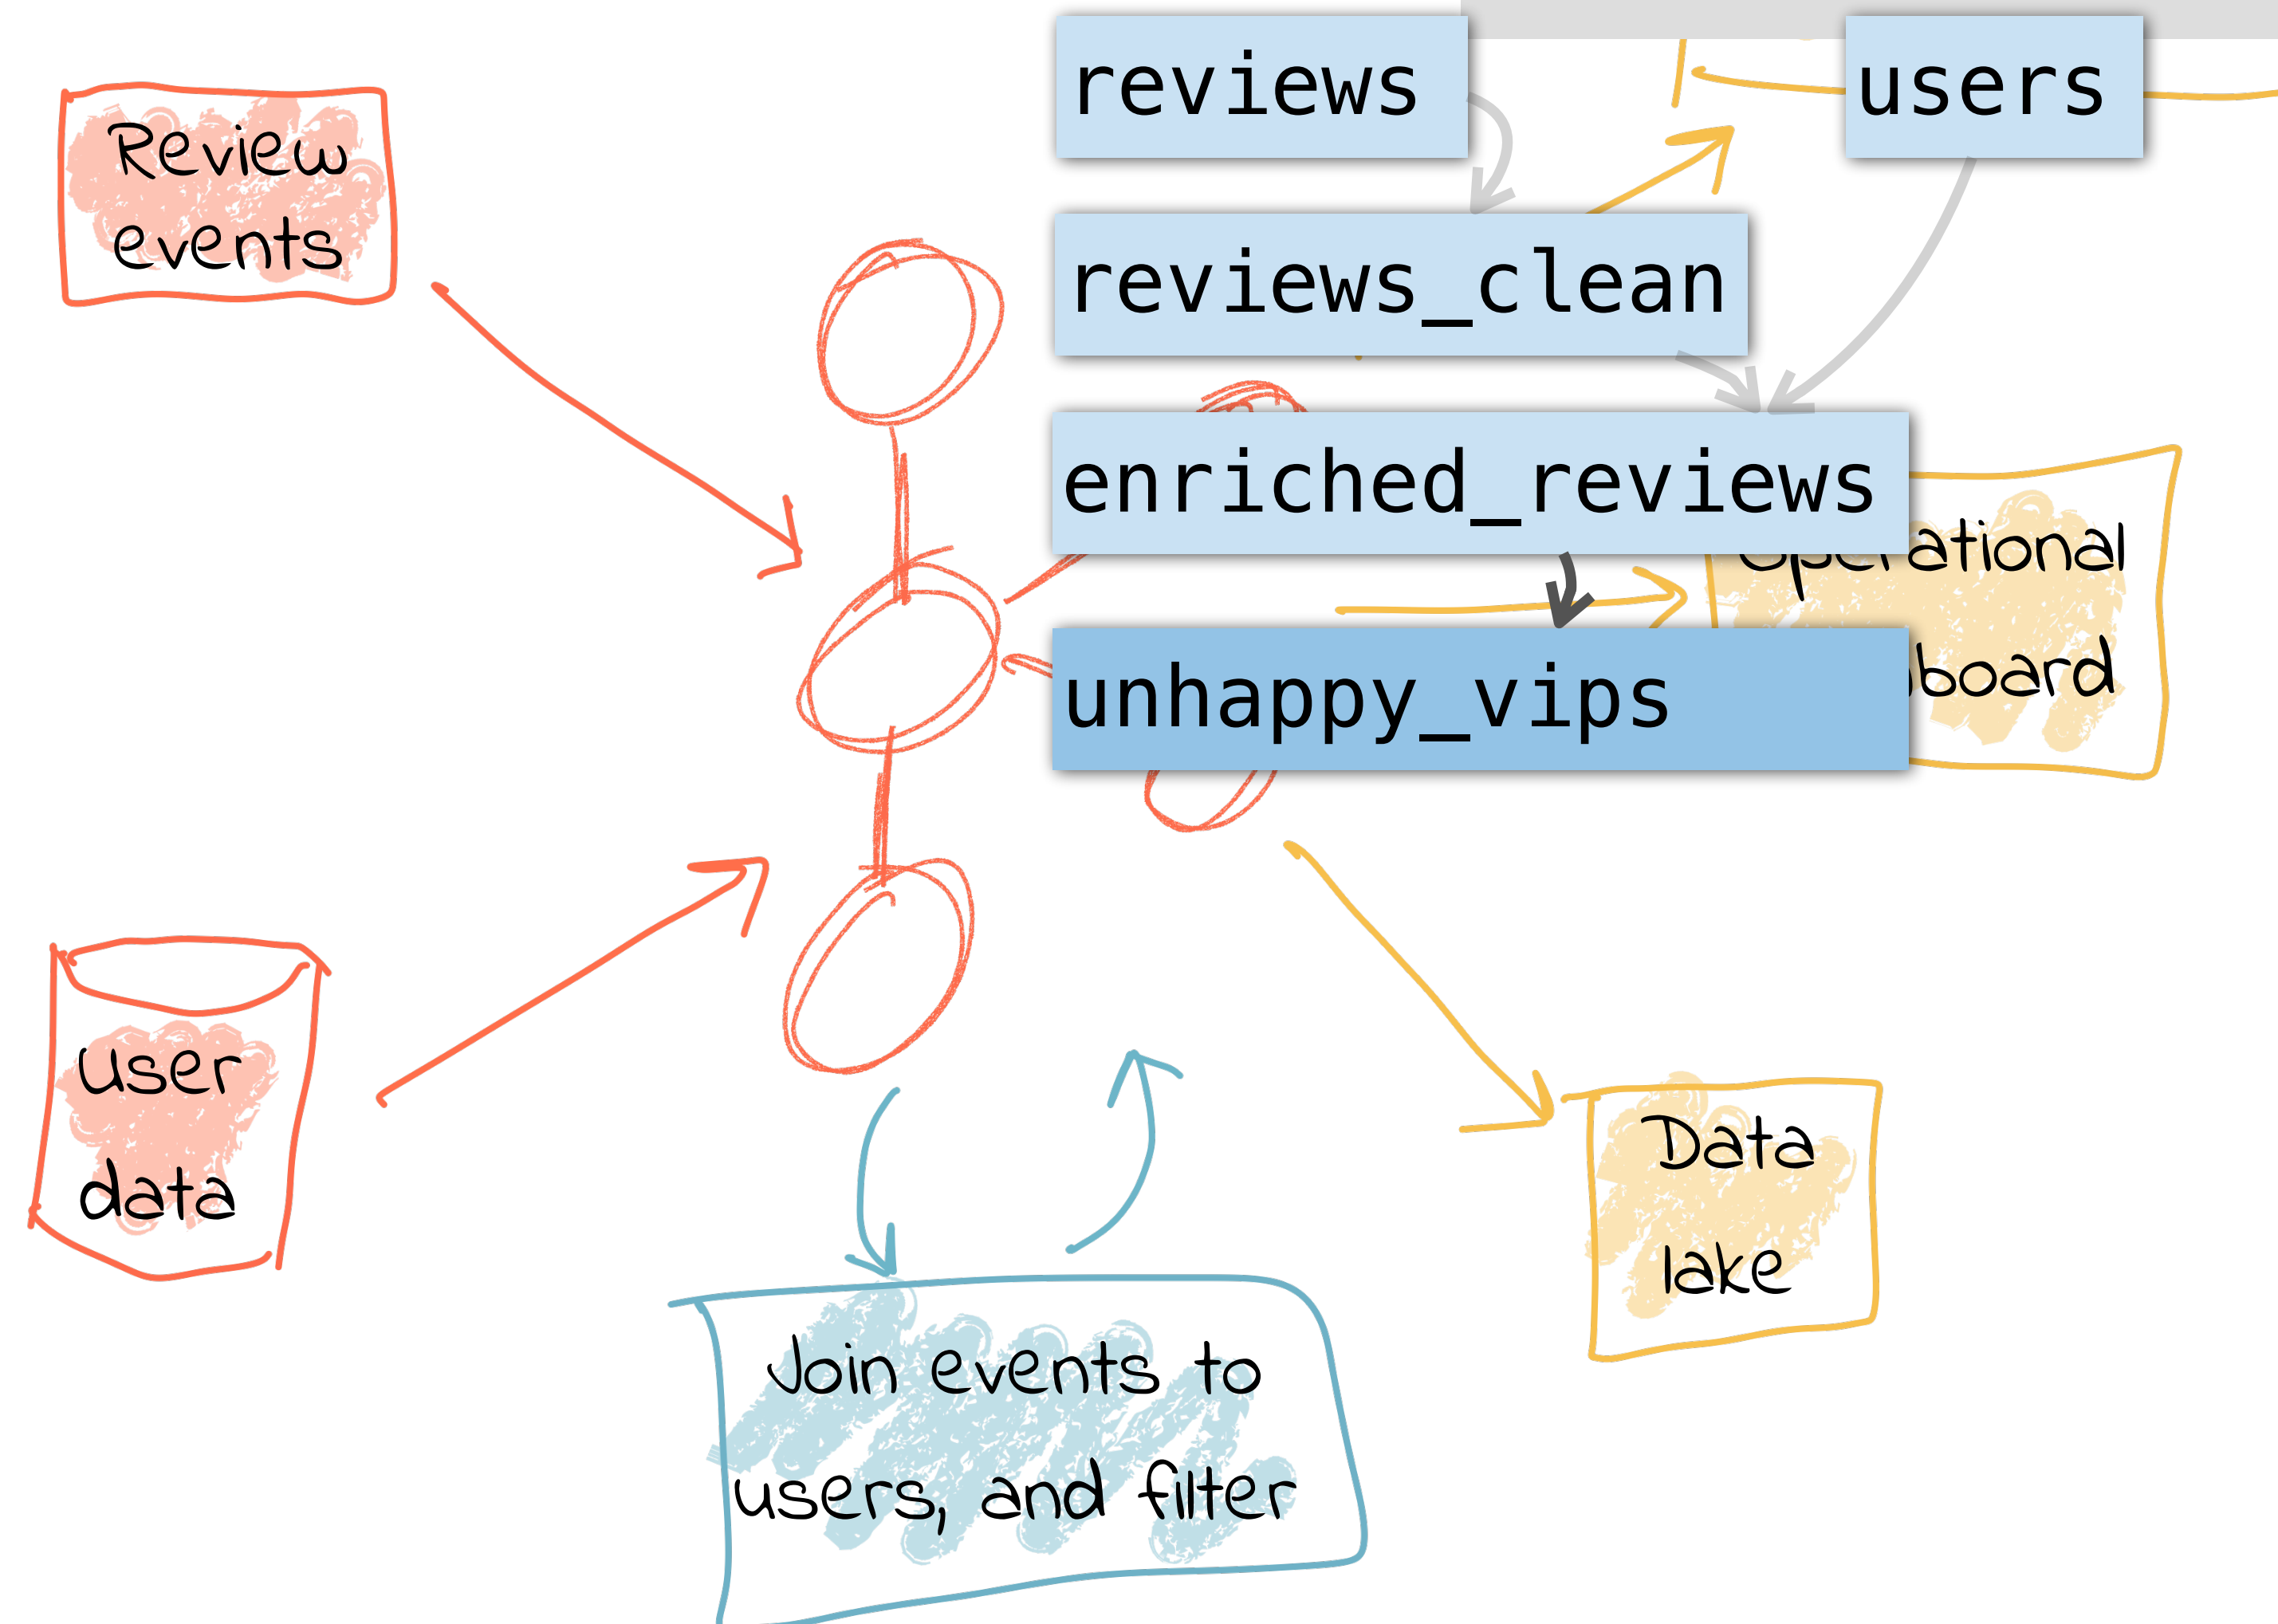 reviews
users
Review
events
reviews_clean
enriched_reviews
unhappy_vips
user
data
Data
lake
Join events to
users, and filter